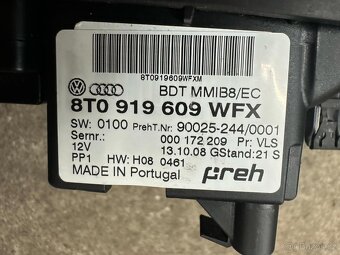 8T0919609WFXM
BDT MMIB8/EC
8T0 919 609 WFX
SW: 0100 PrehT.Nr: 90025-244/0001
Sernr.: 000 172 209 Pr: VLS
12V 13.10.08 GStand: 21 S
PP1 HW: H08 0461
MADE IN Portugal preh